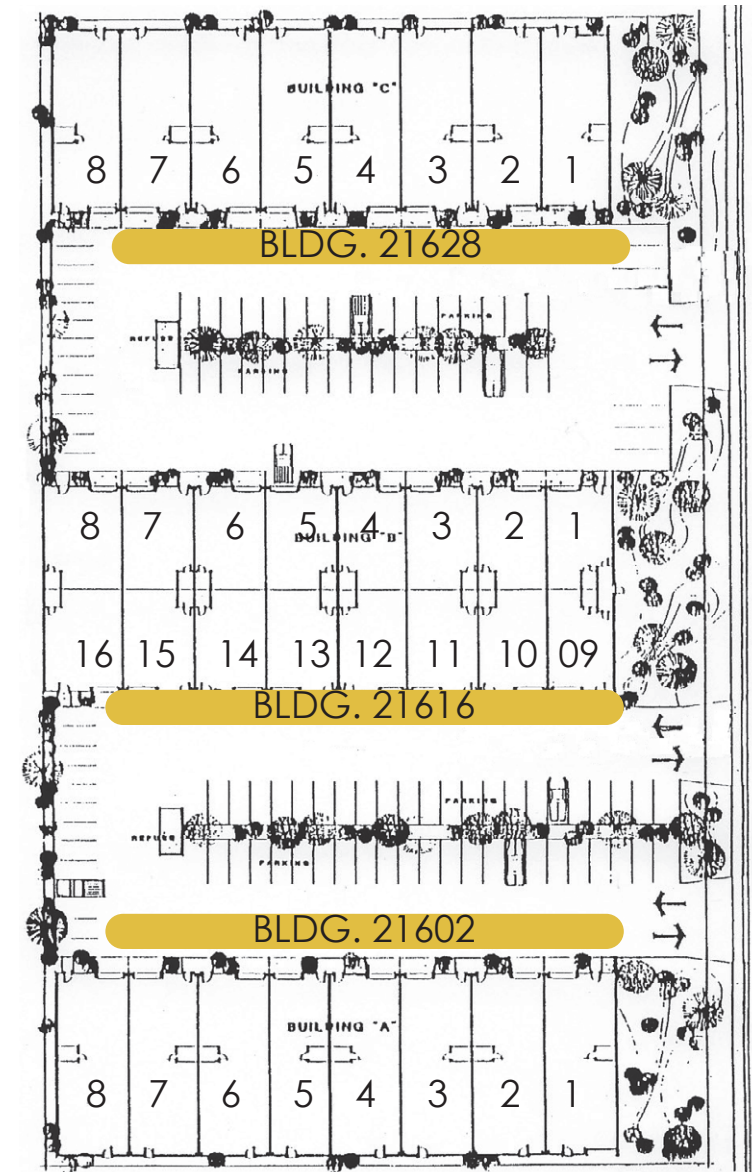 BUILDING "C"
8 7 6 5 4 3 2 1
BLDG. 21628
PARKING
REFUSE
PARKING
8 7 6 5 4 3 2 1
BUILDING "B"
16 15 14 13 12 11 10 09
BLDG. 21616
PARKING
REFUSE
PARKING
BLDG. 21602
BUILDING "A"
8 7 6 5 4 3 2 1